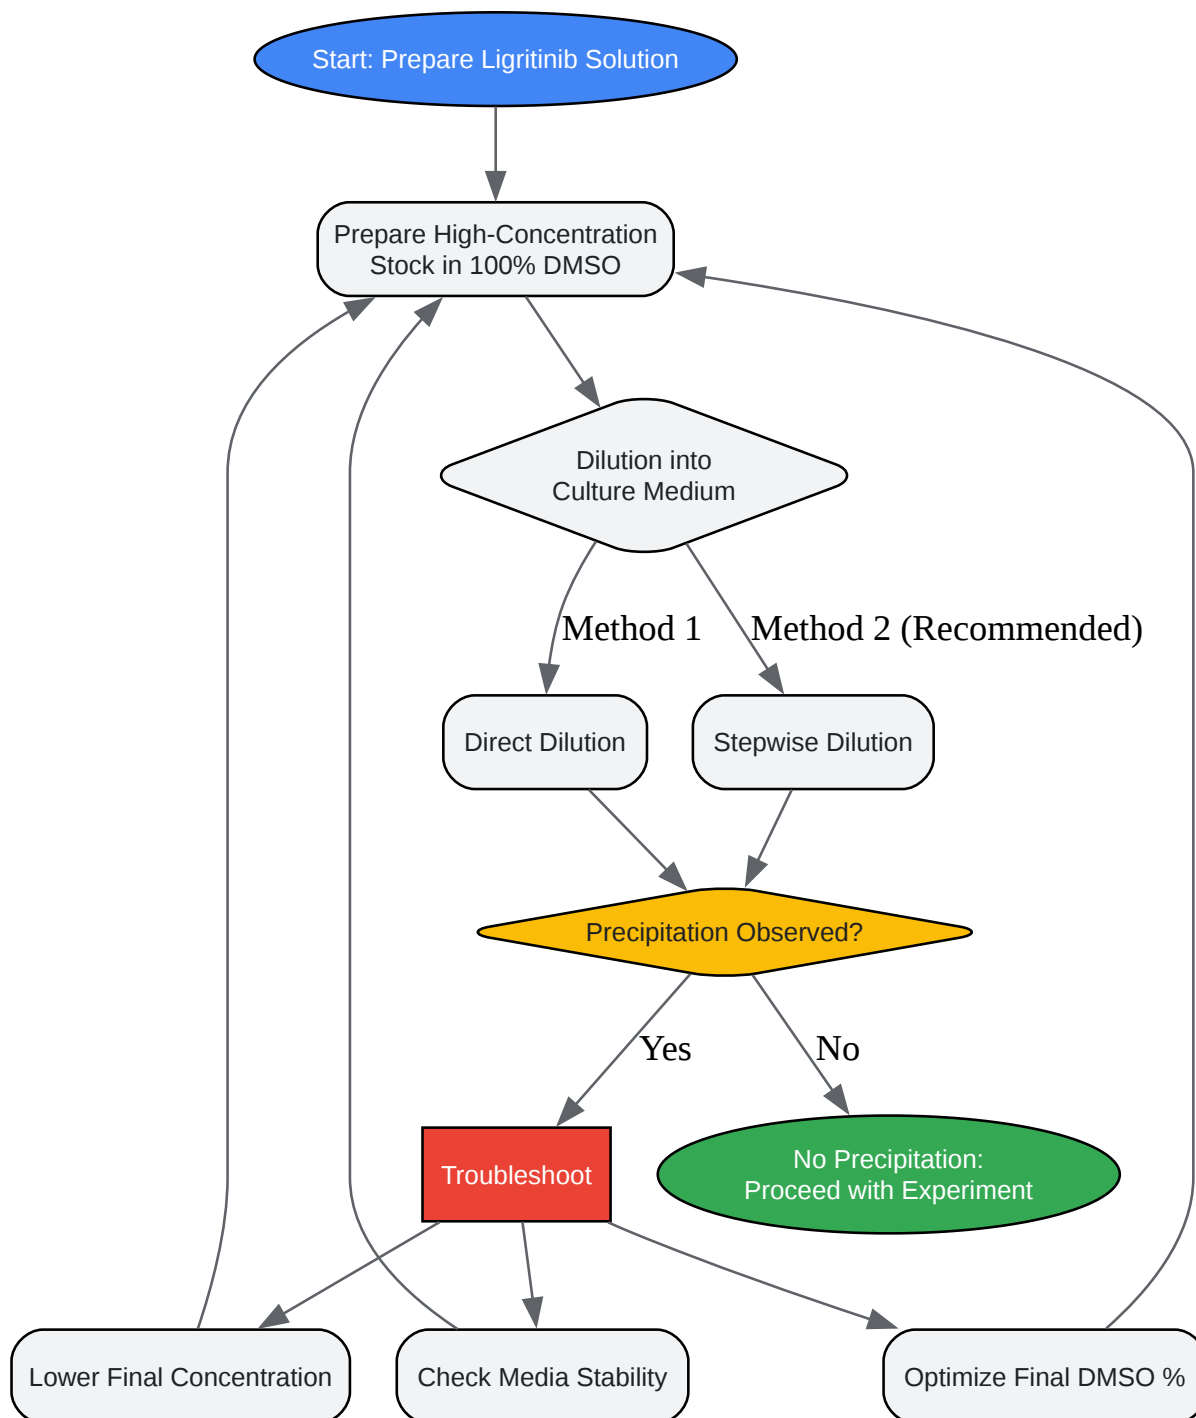 Start: Prepare Ligritinib Solution
Prepare High-Concentration
Stock in 100% DMSO
Dilution into
Culture Medium
Method 1
Method 2 (Recommended)
Direct Dilution
Stepwise Dilution
Precipitation Observed?
Yes
No
Troubleshoot
No Precipitation:
Proceed with Experiment
Lower Final Concentration
Check Media Stability
Optimize Final DMSO %